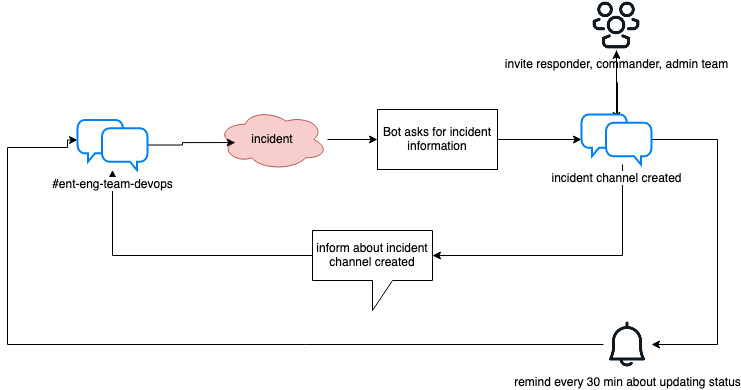 invite responder, commander, admin team
incident
Bot asks for incident
information
#ent-eng-team-devops
incident channel created
inform about incident
channel created
remind every 30 min about updating status